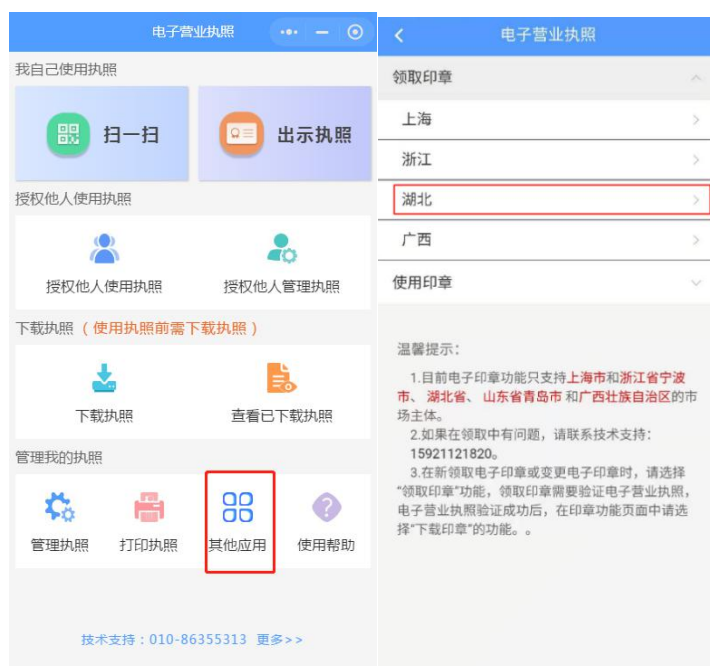 电子营业执照
我自己使用执照
扫一扫
出示执照
授权他人使用执照
授权他人使用执照
授权他人管理执照
下载执照（使用执照前需下载执照）
下载执照
查看已下载执照
管理我的执照
管理执照
打印执照
其他应用
使用帮助
技术支持：010-86355313 更多>>
电子营业执照
领取印章
上海
浙江
湖北
广西
使用印章
温馨提示：
1.目前电子印章功能只支持上海市和浙江省宁波
市、湖北省、山东省青岛市 和广西壮族自治区的市
场主体。
2.如果在领取中有问题，请联系技术支持：
15921121820。
3.在新领取电子印章或变更电子印章时，请选择
“领取印章”功能，领取印章需要验证电子营业执照，
电子营业执照验证成功后，在印章功能页面中请选
择“下载印章”的功能。。